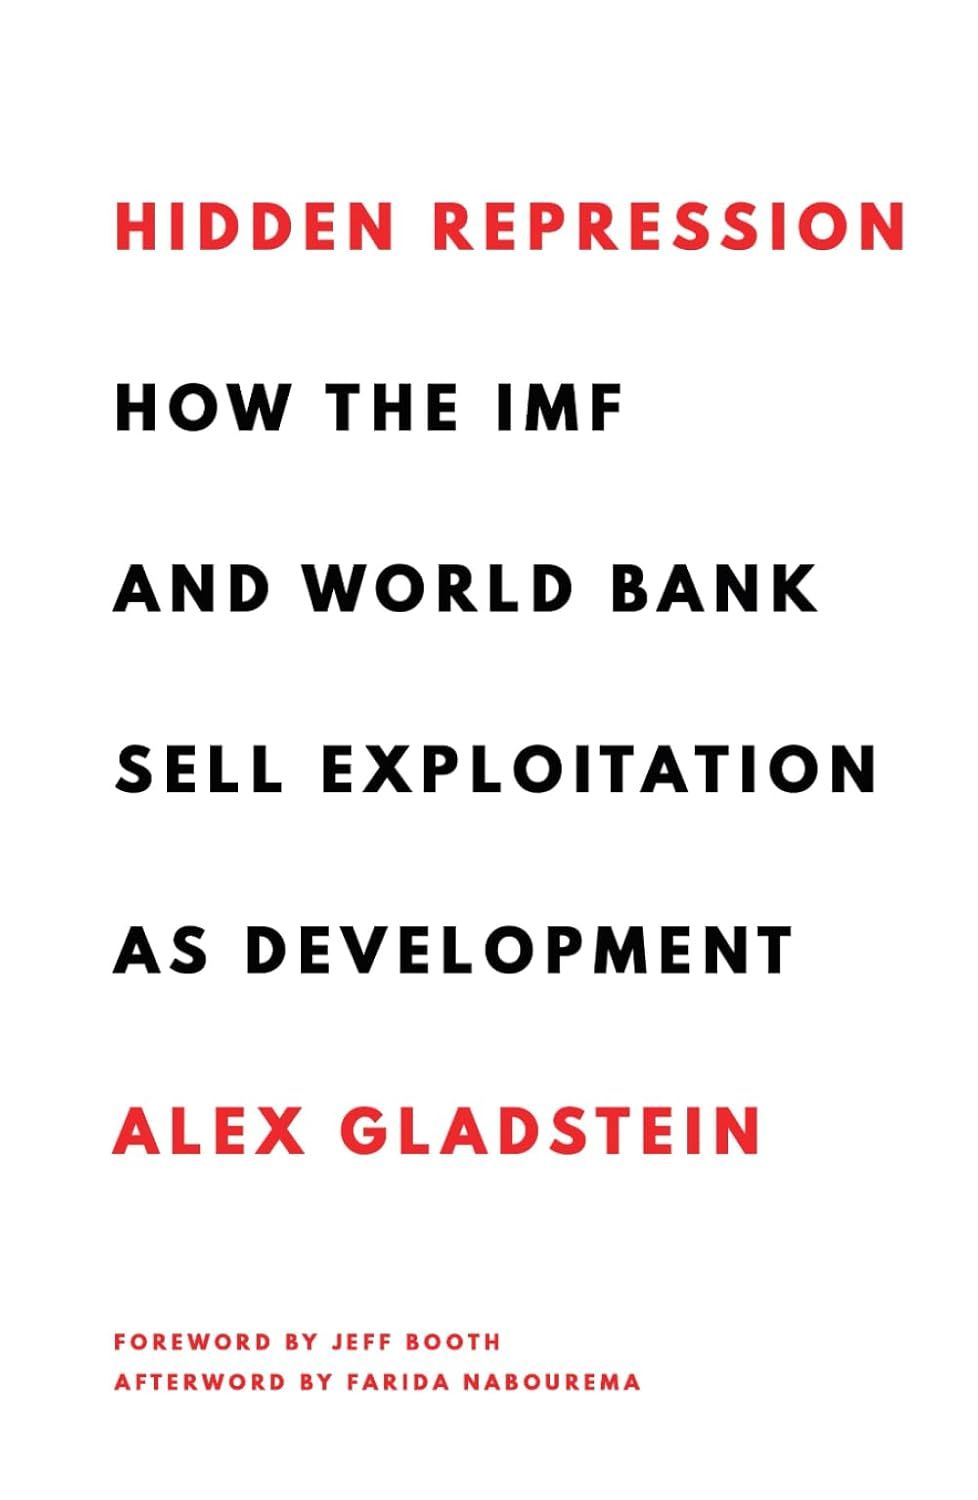 HIDDEN REPRESSION
HOW THE IMF
AND WORLD BANK
SELL EXPLOITATION
AS DEVELOPMENT
ALEX GLADSTEIN
FOREWORD BY JEFF BOOTH
AFTERWORD BY FARIDA NABOUREMA